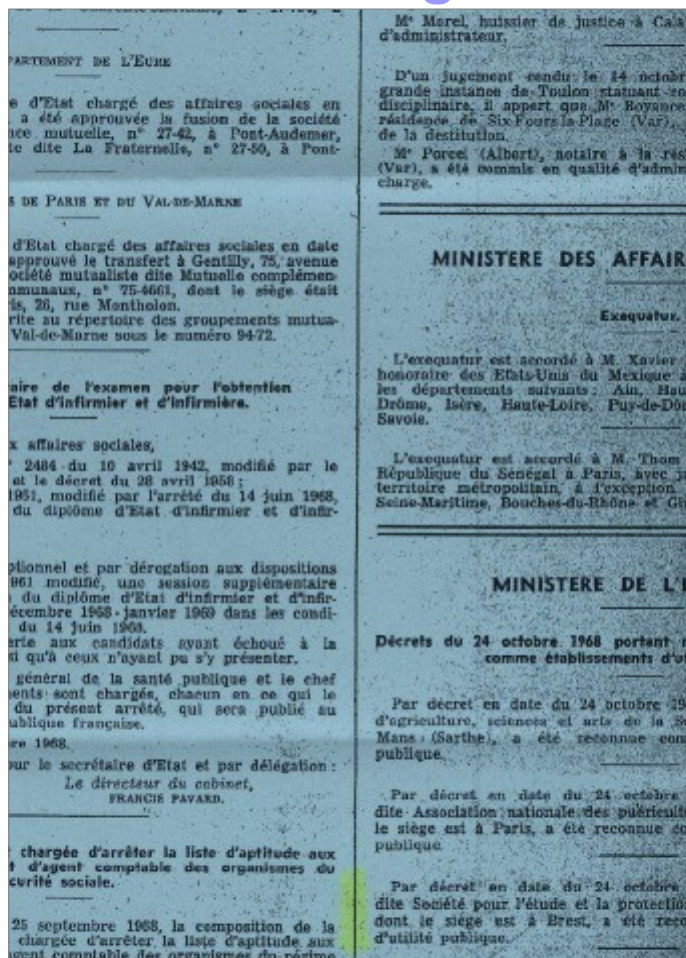 PARTEMENT DE L'EURE
e d'Etat chargé des affaires sociales en
, a été approuvée la fusion de la société
nce mutuelle, n° 27-42, à Pont-Audemer,
te dite La Fraternelle, n° 27-50, à Pont-
S DE PARIS ET DU VAL-DE-MARNE
d'Etat chargé des affaires sociales en date
approuvé le transfert à Gentilly, 75, avenue
ociété mutualiste dite Mutuelle complémen-
mmunaux, n° 75-4661, dont le siège était
is, 26, rue Montholon.
rite au répertoire des groupements mutua-
Val-de-Marne sous le numéro 94-72.
aire de l'examen pour l'obtention
Etat d'infirmier et d'infirmière.
x affaires sociales,
° 2484 du 10 avril 1942, modifié par le
et le décret du 28 avril 1958 ;
1961, modifié par l'arrêté du 14 juin 1968,
du diplôme d'Etat d'infirmier et d'infir-
ptionnel et par dérogation aux dispositions
961 modifié, une session supplémentaire
du diplôme d'Etat d'infirmier et d'infir-
écembre 1968 - janvier 1969 dans les condi-
du 14 juin 1968.
erte aux candidats ayant échoué à la
si qu'à ceux n'ayant pu s'y présenter.
général de la santé publique et le chef
ents sont chargés, chacun en ce qui le
du présent arrêté, qui sera publié au
ublique française.
re 1968.
ur le secrétaire d'Etat et par délégation :
Le directeur du cabinet,
FRANCIS PAVARD.
chargée d'arrêter la liste d'aptitude aux
t d'agent comptable des organismes du
curité sociale.
25 septembre 1968, la composition de la
chargée d'arrêter la liste d'aptitude aux
gent comptable des organismes du régime
Me Morel, huissier de justice à Cala
d'administrateur.
D'un jugement rendu le 14 octobr
grande instance de Toulon statuant
disciplinaire, il appert que Me Royance
résidence de Six-Fours-la-Plage (Var),
de la destitution.
Me Porcel (Albert), notaire à la rés
(Var), a été commis en qualité d'admin
charge.
MINISTERE DES AFFAIR
Exequatur.
L'exequatur est accordé à M. Xavier
honoraire des Etats-Unis du Mexique à
les départements suivants : Ain, Hau
Drôme, Isère, Haute-Loire, Puy-de-Dôm
Savoie.
L'exequatur est accordé à M. Thom
République du Sénégal à Paris, avec ju
territoire métropolitain, à l'exception
Seine-Maritime, Bouches-du-Rhône et Gi
MINISTERE DE L'I
Décrets du 24 octobre 1968 portant r
comme établissements d'ut
Par décret en date du 24 octobre 19
d'agriculture, sciences et arts de la Sa
Mans (Sarthe), a été reconnue com
publique.
Par décret en date du 24 octobre
dite Association nationale des puéricult
le siège est à Paris, a été reconnue co
publique
Par décret en date du 24 octobre
dite Société pour l'étude et la protection
dont le siège est à Brest, a été reco
d'utilité publique.